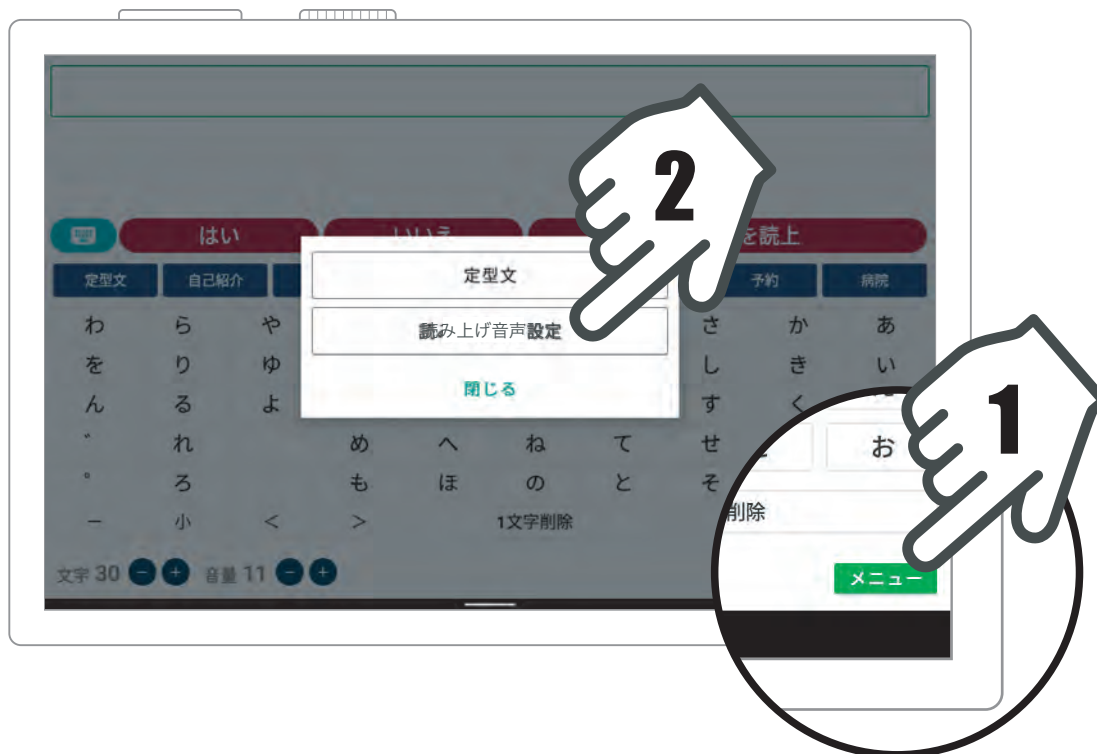 2
はい いいえ を読上
定型文 自己紹介 予約 病院
定型文
読み上げ音声設定
閉じる
わ ら や さ か あ
を り ゆ し き い
ん る よ す く
゛ れ め へ ね て せ お
゜ ろ も ほ の と そ
ー 小 < > 1文字削除 削除
文字 30 - + 音量 11 - +
メニュー
1